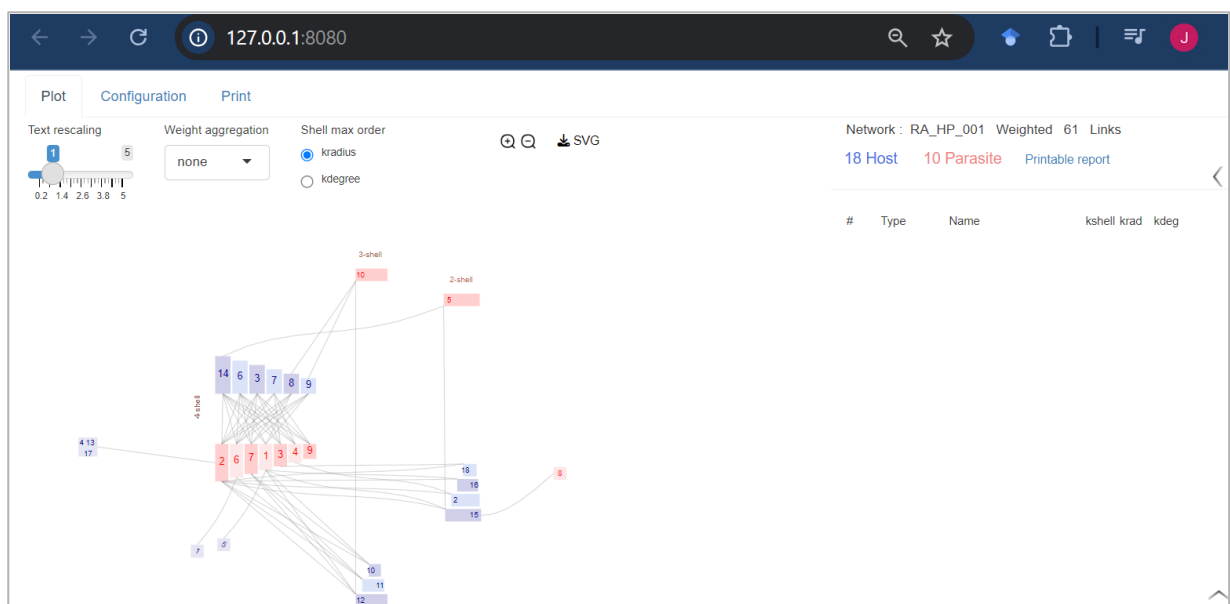 127.0.0.1:8080
J
Plot Configuration Print
Text rescaling Weight aggregation Shell max order
1 5 none kradius
kdegree
0.2 1.4 2.6 3.8 5
SVG
Network : RA_HP_001 Weighted 61 Links
18 Host 10 Parasite Printable report
# Type Name kshell krad kdeg
3-shell
10
2-shell
5
14 6 3 7 8 9
4-shell
4 13
17
2 6 7 1 3 4 9
18
8
16
2
15
10
11
12